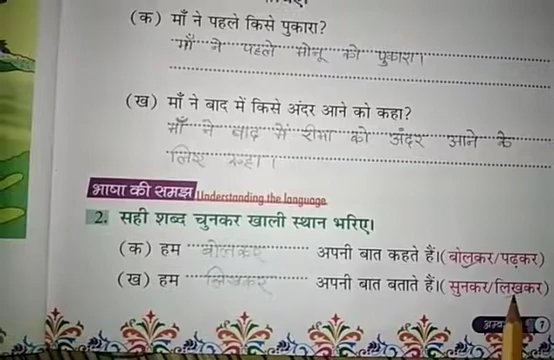 (क) माँ ने पहले किसे पुकारा?
माँ ने पहले सोनू को पुकारा।
(ख) माँ ने बाद में किसे अंदर आने को कहा?
माँ ने बाद में रीमा को अंदर आने के
लिए कहा।
भाषा की समझ Understanding the language
2. सही शब्द चुनकर खाली स्थान भरिए।
(क) हम बोलकर अपनी बात कहते हैं। (बोलकर/पढ़कर)
(ख) हम लिखकर अपनी बात बताते हैं। (सुनकर/लिखकर)
7